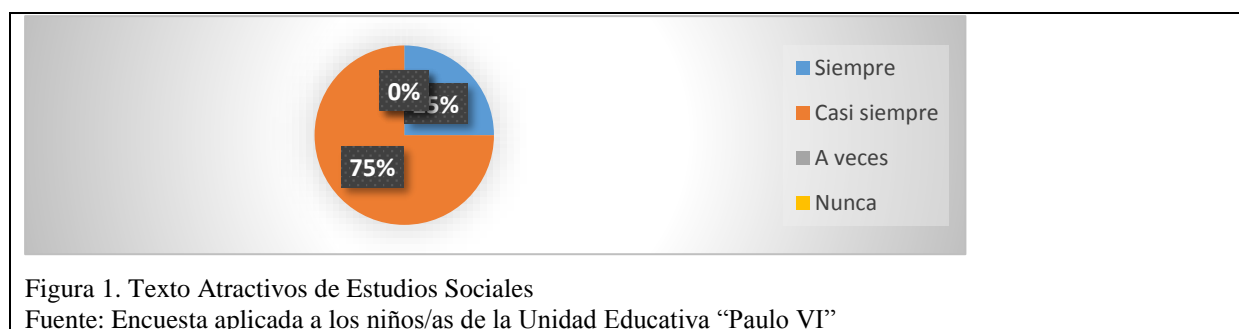 0%
25%
75%
Siempre
Casi siempre
A veces
Nunca
Figura 1. Texto Atractivos de Estudios Sociales
Fuente: Encuesta aplicada a los niños/as de la Unidad Educativa “Paulo VI”